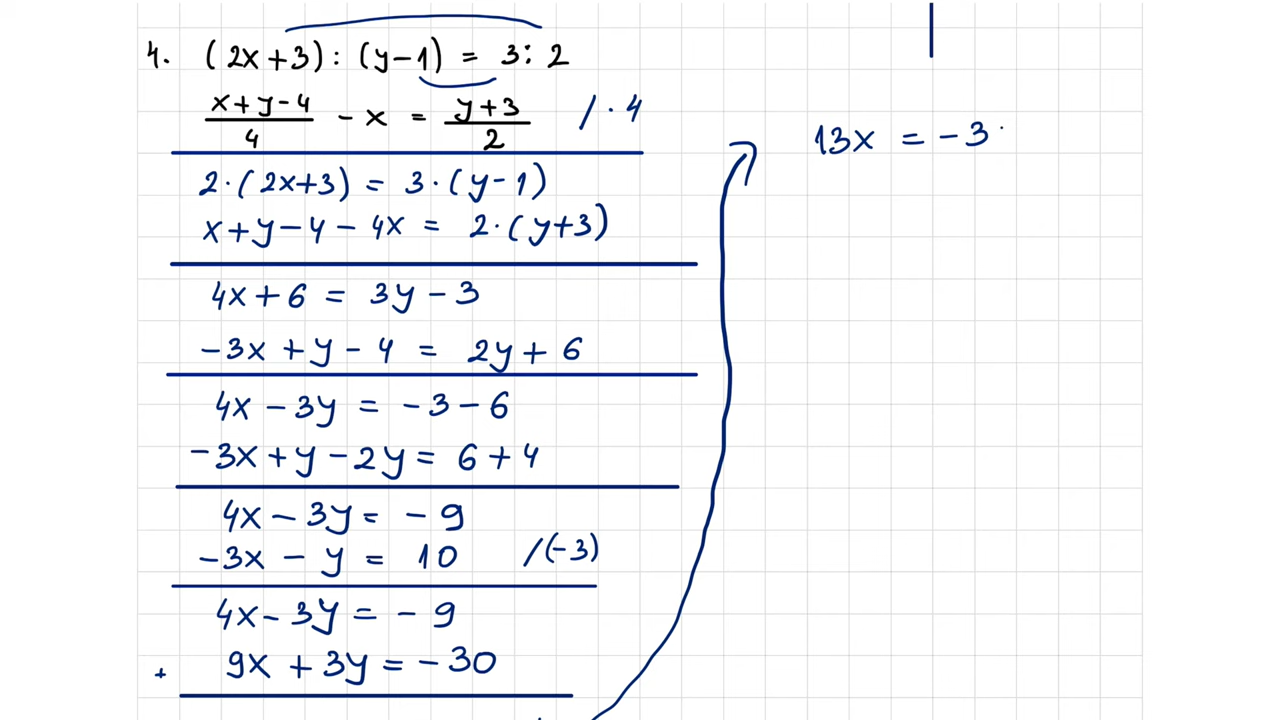 4. (2x+3) : (y-1) = 3:2
(x+y-4)/4 - x = (y+3)/2 / · 4
2·(2x+3) = 3·(y-1)
x+y-4-4x = 2·(y+3)
4x+6 = 3y-3
-3x+y-4 = 2y+6
4x-3y = -3-6
-3x+y-2y = 6+4
4x-3y = -9
-3x-y = 10 /(-3)
4x-3y = -9
+ 9x+3y = -30
13x = -3